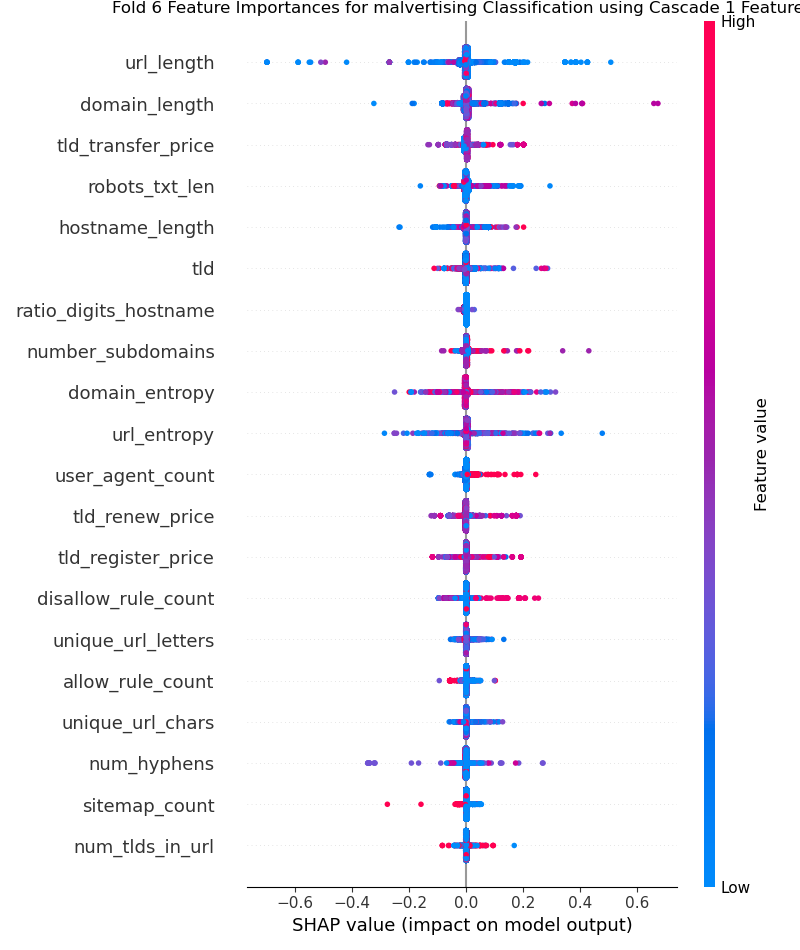 Fold 6 Feature Importances for malvertising Classification using Cascade 1 Feature
High
url_length
domain_length
tld_transfer_price
robots_txt_len
hostname_length
tld
ratio_digits_hostname
number_subdomains
domain_entropy
url_entropy
user_agent_count
tld_renew_price
tld_register_price
disallow_rule_count
unique_url_letters
allow_rule_count
unique_url_chars
num_hyphens
sitemap_count
num_tlds_in_url
Feature value
Low
−0.6 −0.4 −0.2 0.0 0.2 0.4 0.6
SHAP value (impact on model output)